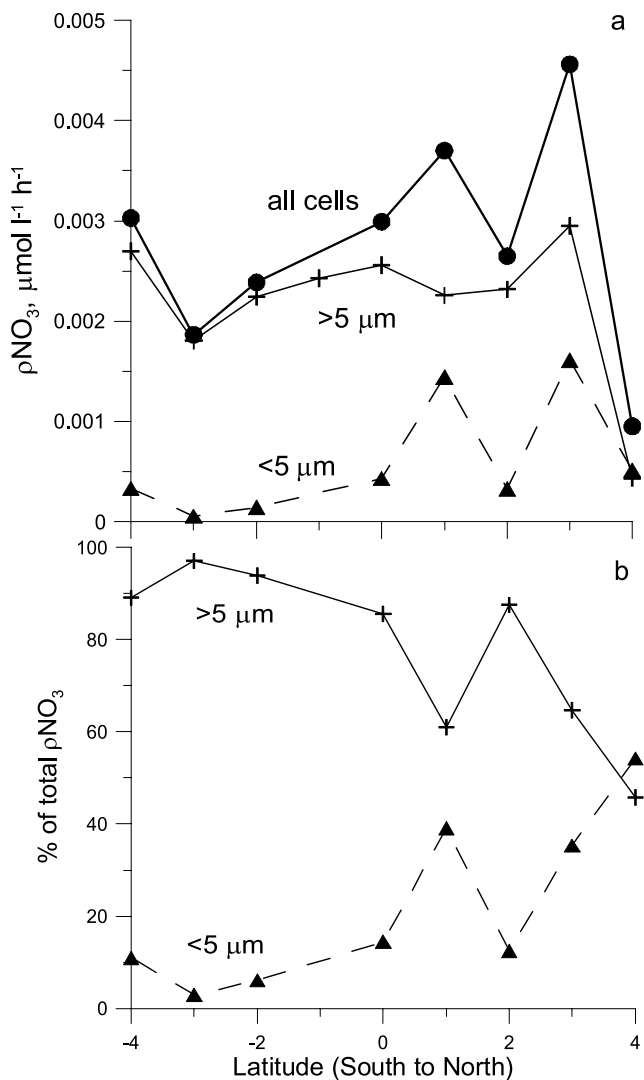 a
0.005
0.004
0.003
0.002
0.001
0
ρNO₃, μmol l⁻¹ h⁻¹
all cells
>5 μm
<5 μm
b
100
80
60
40
20
0
% of total ρNO₃
>5 μm
<5 μm
-4 -2 0 2 4
Latitude (South to North)